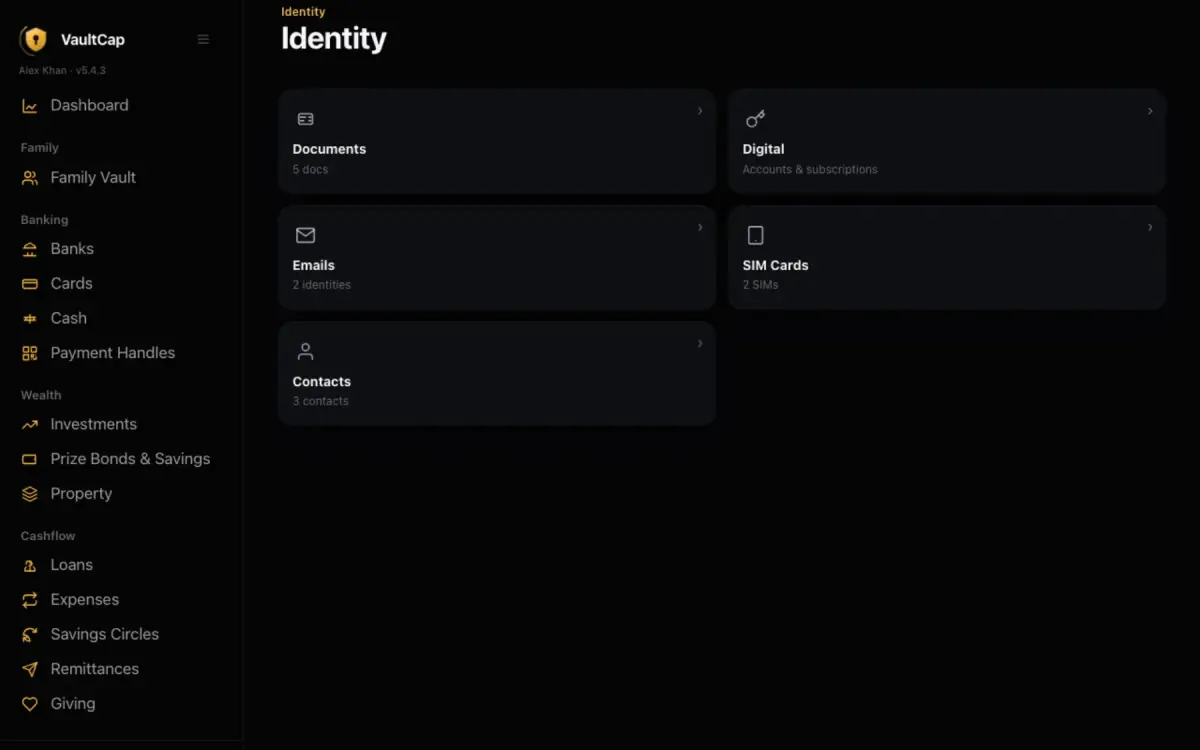 VaultCap
Alex Khan · v5.4.3
Dashboard
Family
Family Vault
Banking
Banks
Cards
Cash
Payment Handles
Wealth
Investments
Prize Bonds & Savings
Property
Cashflow
Loans
Expenses
Savings Circles
Remittances
Giving
Identity
Identity
Documents
5 docs
Digital
Accounts & subscriptions
Emails
2 identities
SIM Cards
2 SIMs
Contacts
3 contacts